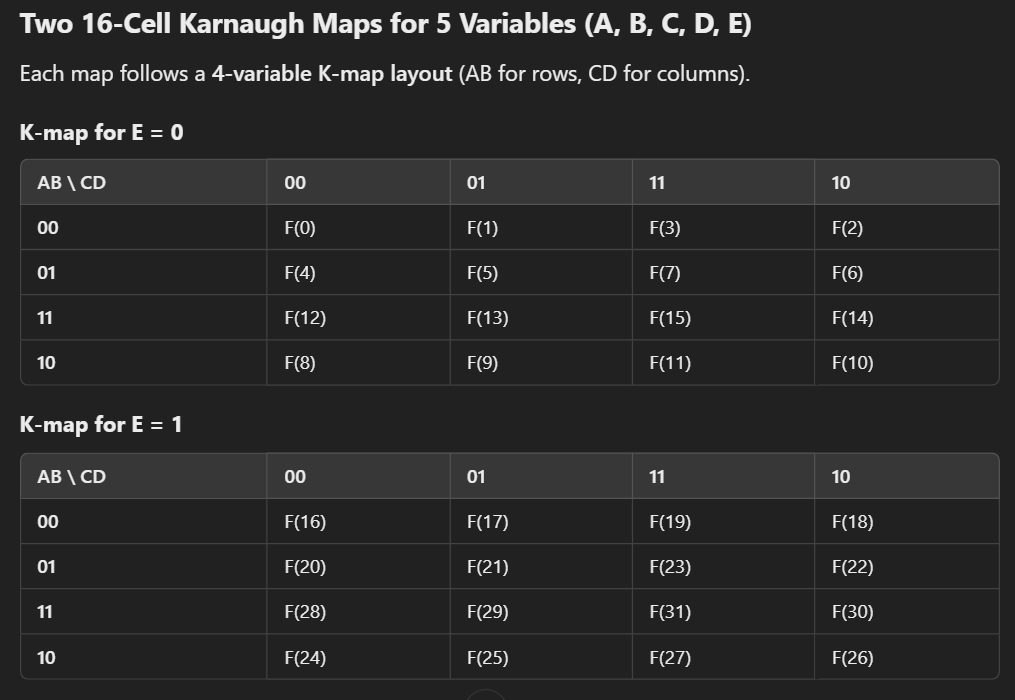 Two 16-Cell Karnaugh Maps for 5 Variables (A, B, C, D, E)
Each map follows a 4-variable K-map layout (AB for rows, CD for columns).
K-map for E = 0
AB \ CD 00 01 11 10
00 F(0) F(1) F(3) F(2)
01 F(4) F(5) F(7) F(6)
11 F(12) F(13) F(15) F(14)
10 F(8) F(9) F(11) F(10)
K-map for E = 1
AB \ CD 00 01 11 10
00 F(16) F(17) F(19) F(18)
01 F(20) F(21) F(23) F(22)
11 F(28) F(29) F(31) F(30)
10 F(24) F(25) F(27) F(26)